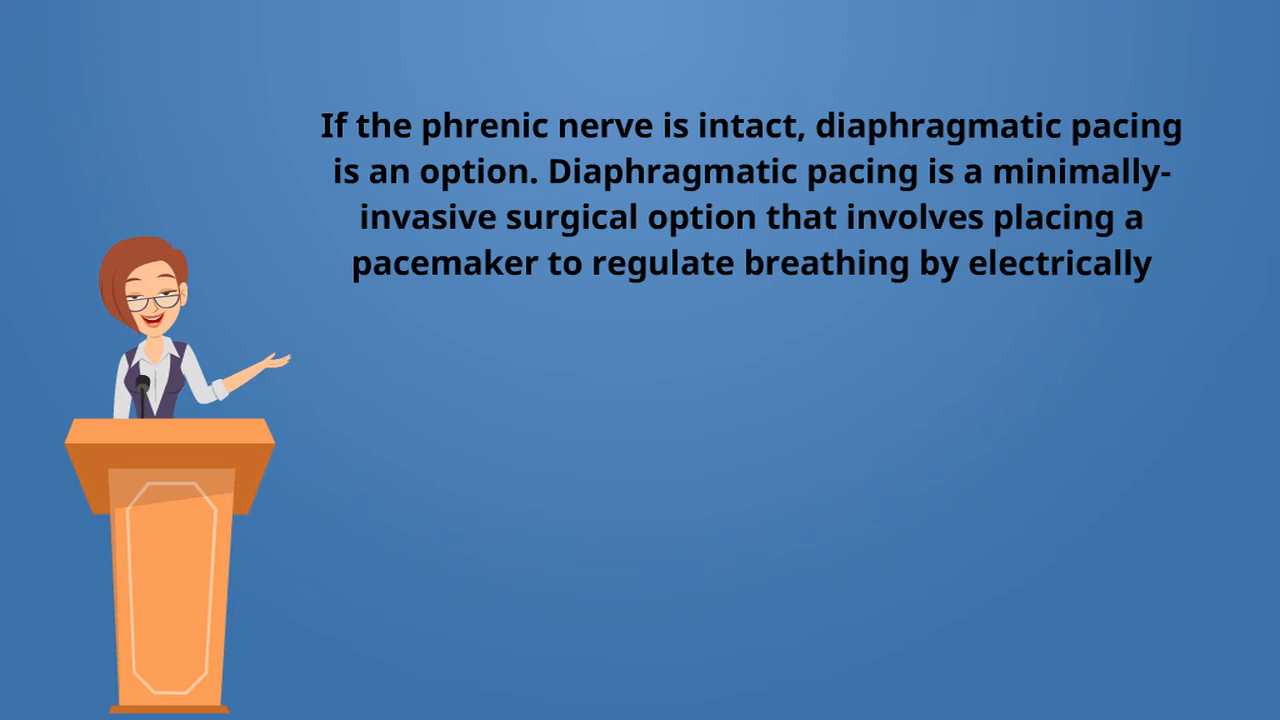 If the phrenic nerve is intact, diaphragmatic pacing
is an option. Diaphragmatic pacing is a minimally-
invasive surgical option that involves placing a
pacemaker to regulate breathing by electrically